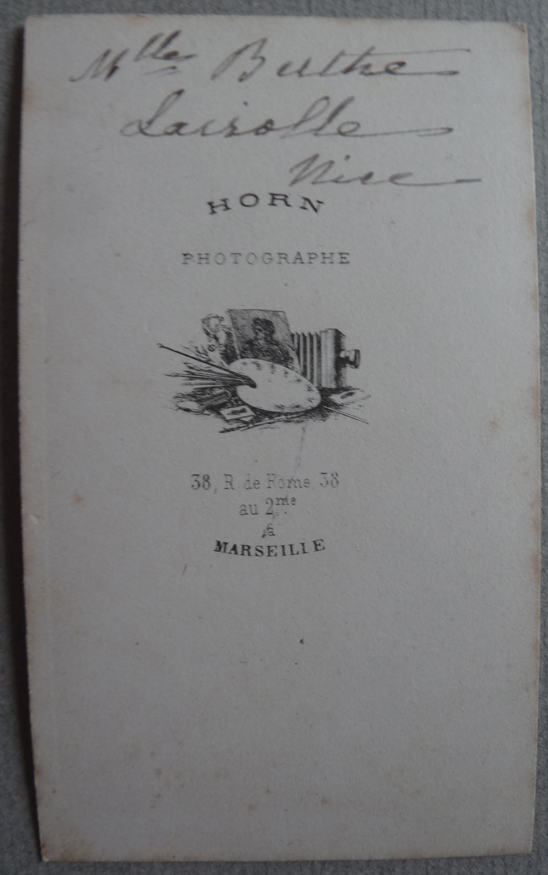 Mlle Berthe
Lairolle
Nice
HORN
PHOTOGRAPHE
38, R. de Rome, 38
au 2me
à
MARSEILLE